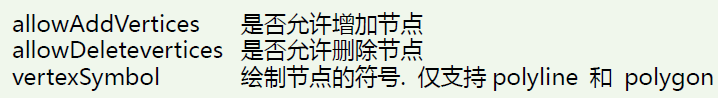 allowAddVertices 是否允许增加节点
allowDeletevertices 是否允许删除节点
vertexSymbol 绘制节点的符号. 仅支持 polyline 和 polygon